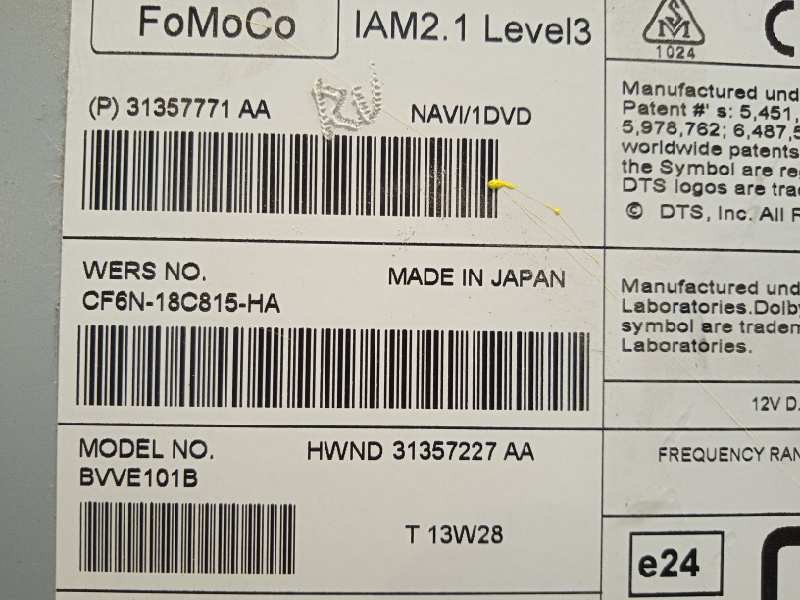 FoMoCo
IAM2.1 Level3
1024
(P) 31357771 AA
NAVI/1DVD
WERS NO.
CF6N-18C815-HA
MADE IN JAPAN
MODEL NO.
BVVE101B
HWND 31357227 AA
T 13W28
Manufactured und
Patent #' s: 5,451,
5,978,762; 6,487,5
worldwide patents
the Symbol are reg
DTS logos are trad
© DTS, Inc. All R
Manufactured und
Laboratories.Dolby
symbol are tradem
Laboratories.
12V D.
FREQUENCY RAN
e24